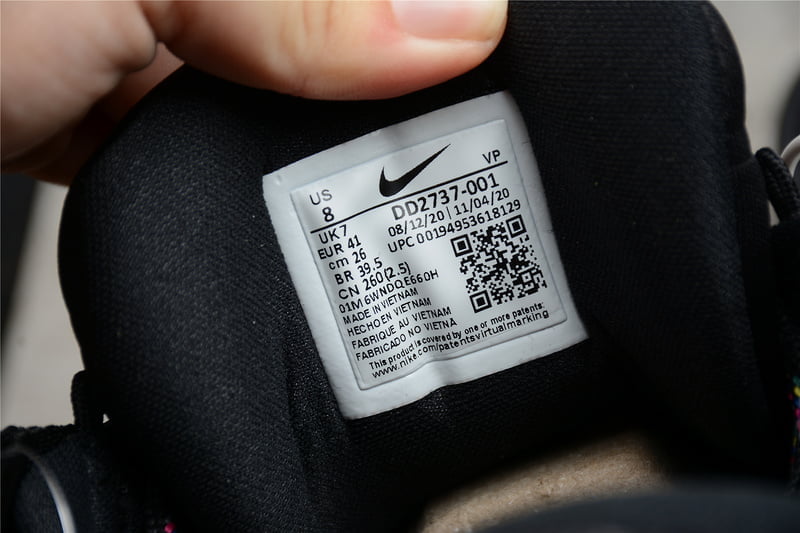 US VP
8 DD2737-001
UK 7 08/12/20 | 11/04/20
EUR 41 UPC 00194953618129
cm 26
BR 39.5
CN 260(2.5)
01M 6WNDQE660H
MADE IN VIETNAM
HECHO EN VIETNAM
FABRIQUE AU VIETNAM
FABRICADO NO VIETNÃ
This product is covered by one or more patents:
www.nike.com/patentsvirtualmarking